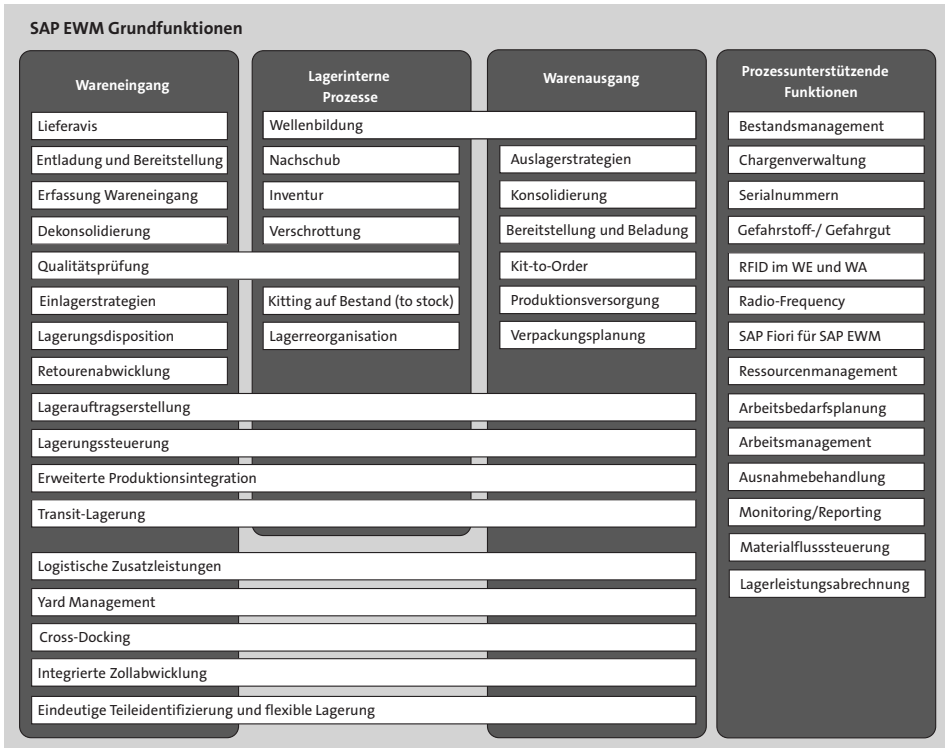 SAP EWM Grundfunktionen
Wareneingang
Lieferavis
Entladung und Bereitstellung
Erfassung Wareneingang
Dekonsolidierung
Qualitätsprüfung
Einlagerstrategien
Lagerungsdisposition
Retourenabwicklung
Lagerauftragserstellung
Lagerungssteuerung
Erweiterte Produktionsintegration
Transit-Lagerung
Logistische Zusatzleistungen
Yard Management
Cross-Docking
Integrierte Zollabwicklung
Eindeutige Teileidentifizierung und flexible Lagerung
Lagerinterne
Prozesse
Wellenbildung
Nachschub
Inventur
Verschrottung
Kitting auf Bestand (to stock)
Lagerreorganisation
Warenausgang
Auslagerstrategien
Konsolidierung
Bereitstellung und Beladung
Kit-to-Order
Produktionsversorgung
Verpackungsplanung
Prozessunterstützende
Funktionen
Bestandsmanagement
Chargenverwaltung
Serialnummern
Gefahrstoff-/ Gefahrgut
RFID im WE und WA
Radio-Frequency
SAP Fiori für SAP EWM
Ressourcenmanagement
Arbeitsbedarfsplanung
Arbeitsmanagement
Ausnahmebehandlung
Monitoring/Reporting
Materialflusssteuerung
Lagerleistungsabrechnung